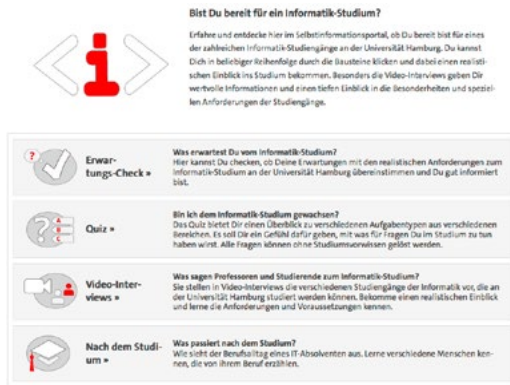 Bist Du bereit für ein Informatik-Studium?
Erfahre und entdecke hier im Selbstinformationsportal, ob Du bereit bist für eines
der zahlreichen Informatik-Studiengänge an der Universität Hamburg. Du kannst
Dich in beliebiger Reihenfolge durch die Bausteine klicken und dabei einen realisti-
schen Einblick ins Studium bekommen. Besonders die Video-Interviews geben Dir
wertvolle Informationen und einen tiefen Einblick in die Besonderheiten und speziel-
len Anforderungen der Studiengänge.
?
Erwar-
tungs-Check »
Was erwartest Du vom Informatik-Studium?
Hier kannst Du checken, ob Deine Erwartungen mit den realistischen Anforderungen zum
Informatik-Studium an der Universität Hamburg übereinstimmen und Du gut informiert
bist.
?
A
B
C
Quiz »
Bin ich dem Informatik-Studium gewachsen?
Das Quiz bietet Dir einen Überblick zu verschiedenen Aufgabentypen aus verschiedenen
Bereichen. Es soll Dir ein Gefühl dafür geben, mit was für Fragen Du im Studium zu tun
haben wirst. Alle Fragen können ohne Studiumsvorwissen gelöst werden.
Video-Inter-
views »
Was sagen Professoren und Studierende zum Informatik-Studium?
Sie stellen in Video-Interviews die verschiedenen Studiengänge der Informatik vor, die an
der Universität Hamburg studiert werden können. Bekomme einen realistischen Einblick
und lerne die Anforderungen und Voraussetzungen kennen.
Nach dem Studi-
um »
Was passiert nach dem Studium?
Wie sieht der Berufsalltag eines IT-Absolventen aus. Lerne verschiedene Menschen ken-
nen, die von ihrem Beruf erzählen.